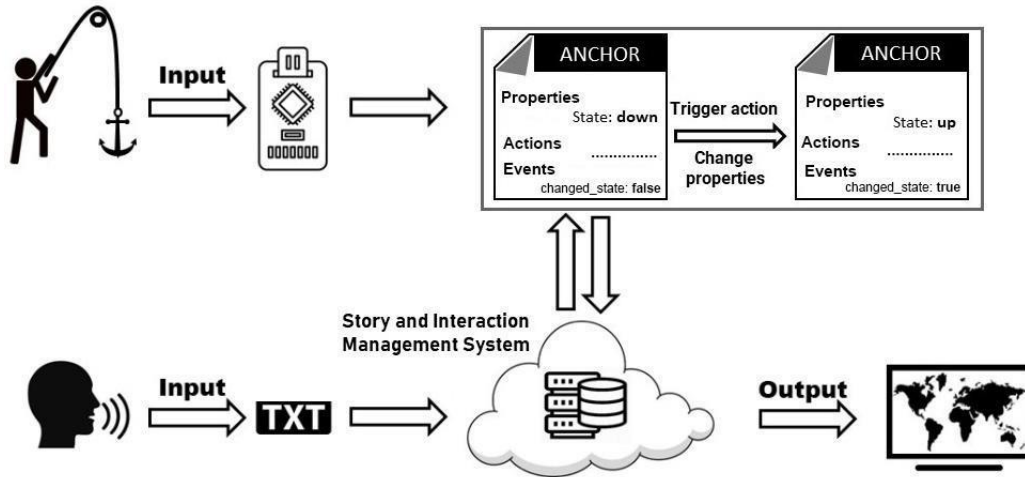 Input
ANCHOR
Properties
State: down
Actions
..............
Events
changed_state: false
Trigger action
Change
properties
ANCHOR
Properties
State: up
Actions
..............
Events
changed_state: true
Story and Interaction
Management System
Input
TXT
Output